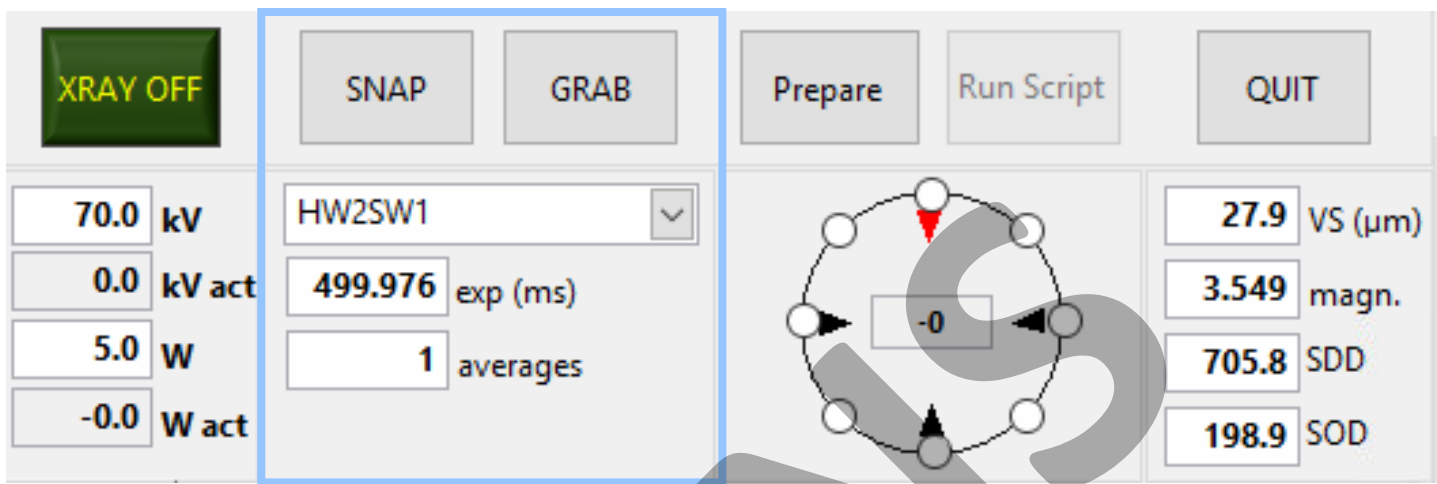 XRAY OFF
SNAP
GRAB
Prepare
Run Script
QUIT
70.0 kV
0.0 kV act
5.0 W
-0.0 W act
HW2SW1
499.976 exp (ms)
1 averages
-0
27.9 VS (μm)
3.549 magn.
705.8 SDD
198.9 SOD